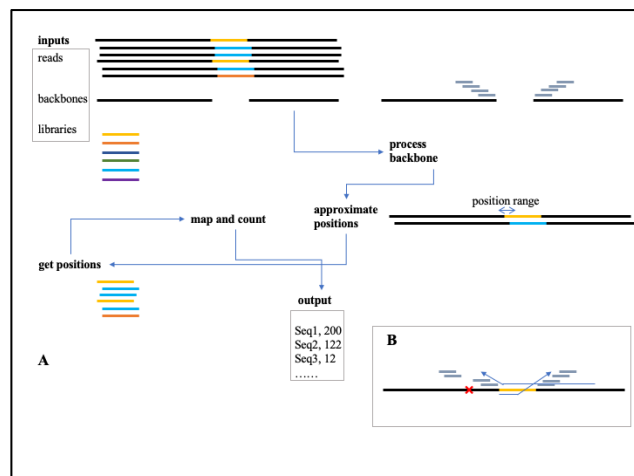 inputs
reads
backbones
libraries
process
backbone
position range
approximate
positions
map and count
get positions
output
Seq1, 200
Seq2, 122
Seq3, 12
……
A
B